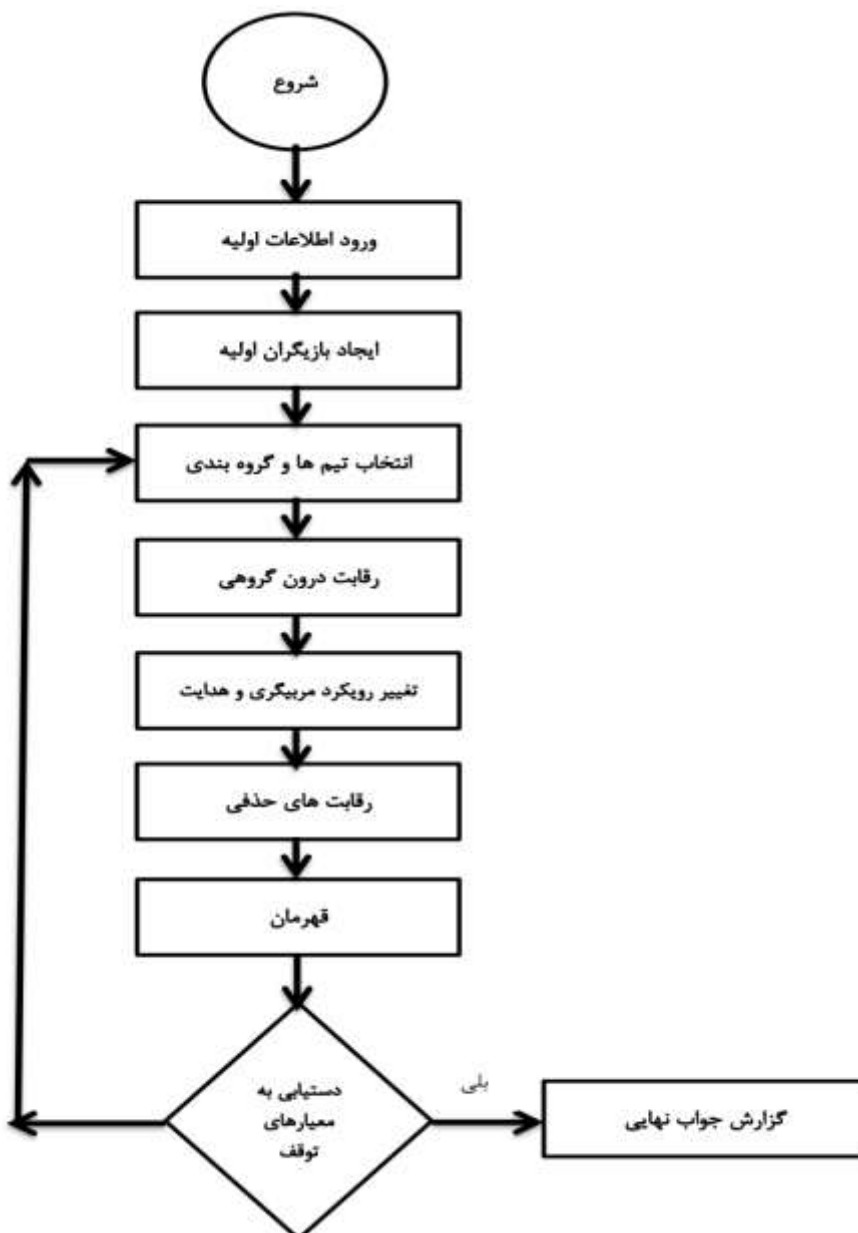 شروع
ورود اطلاعات اولیه
ایجاد بازیگران اولیه
انتخاب تیم ها و گروه بندی
رقابت درون گروهی
تغییر رویکرد مربیگری و هدایت
رقابت های حذفی
قهرمان
دستیابی به
معیارهای
توقف
بلی
گزارش جواب نهایی